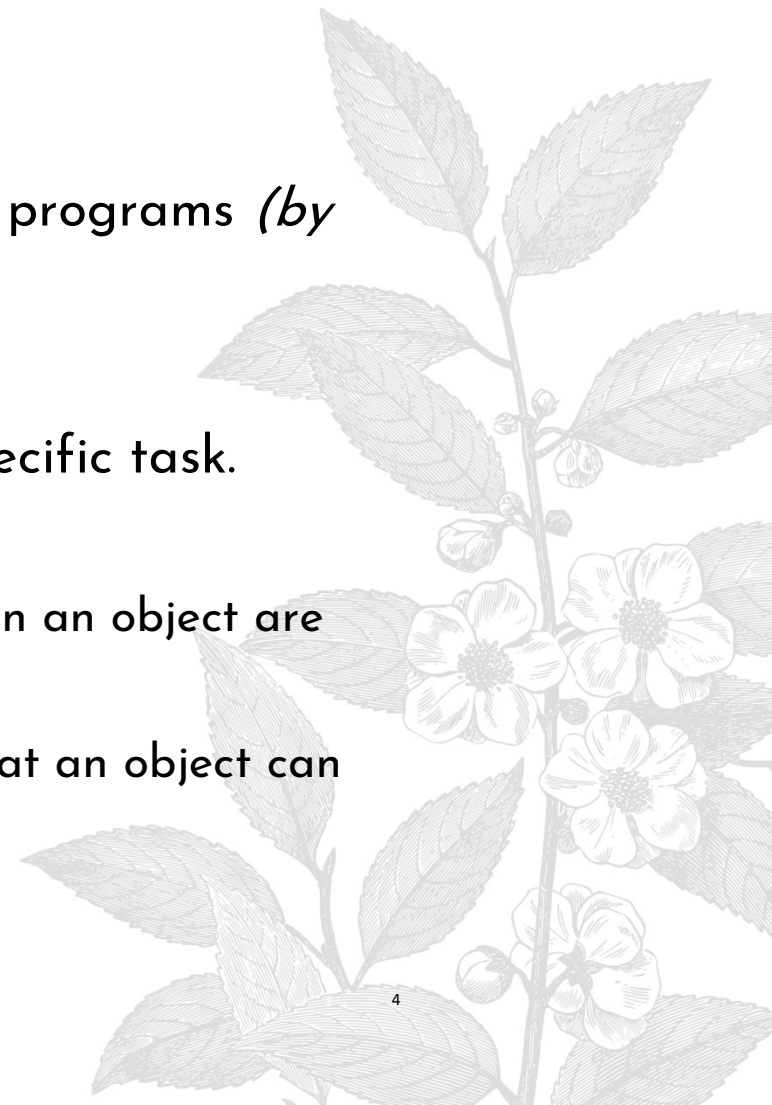 programs (by
ecific task.
n an object are
at an object can
4